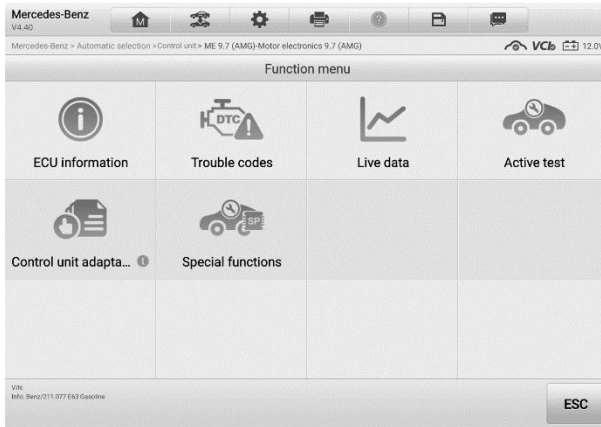 Mercedes-Benz
V4.40
M
Mercedes-Benz > Automatic selection > Control unit > ME 9.7 (AMG)-Motor electronics 9.7 (AMG)
VCI
12.0V
Function menu
DTC
ECU information
Trouble codes
Live data
Active test
SP
Control unit adapta...
Special functions
VIN:
Info: Benz/211.077 E63 Gasoline
ESC